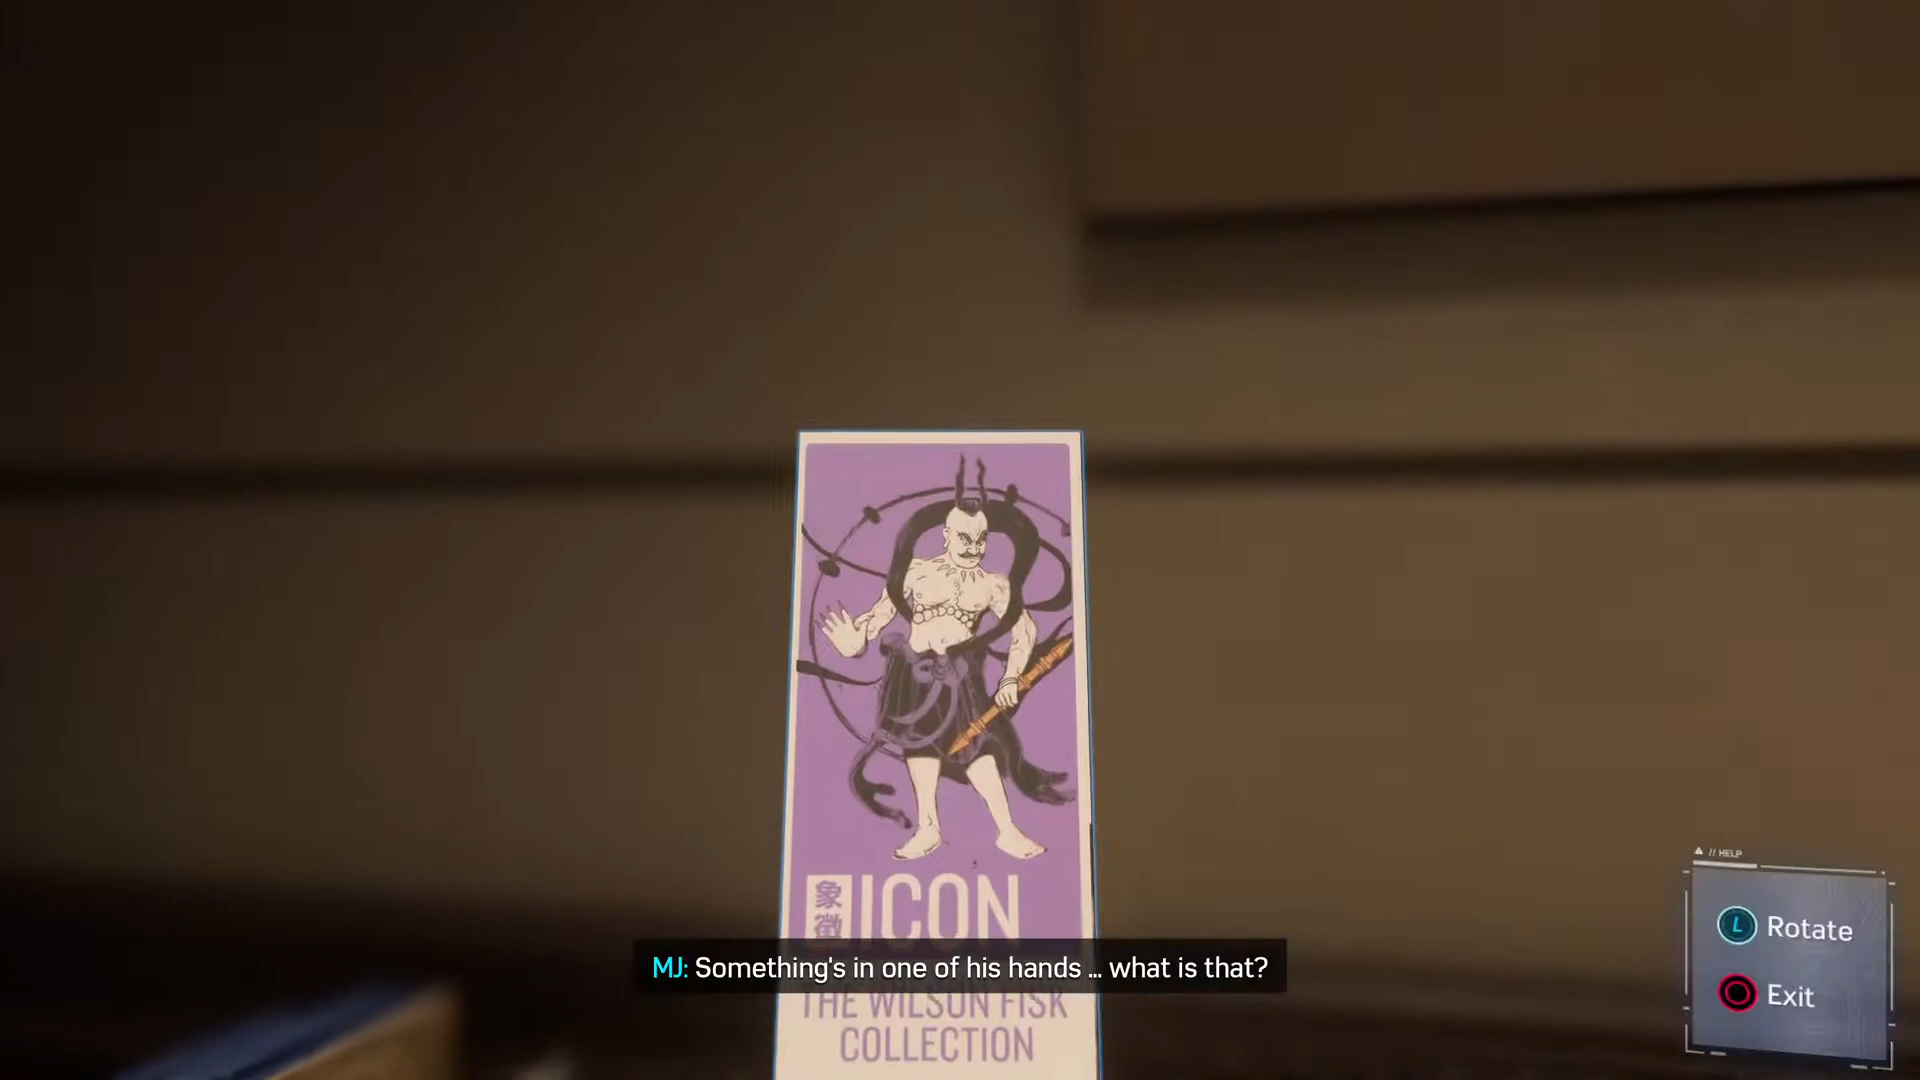 象徴
ICON
MJ: Something's in one of his hands ... what is that?
THE WILSON FISK
COLLECTION
// HELP
L Rotate
Exit